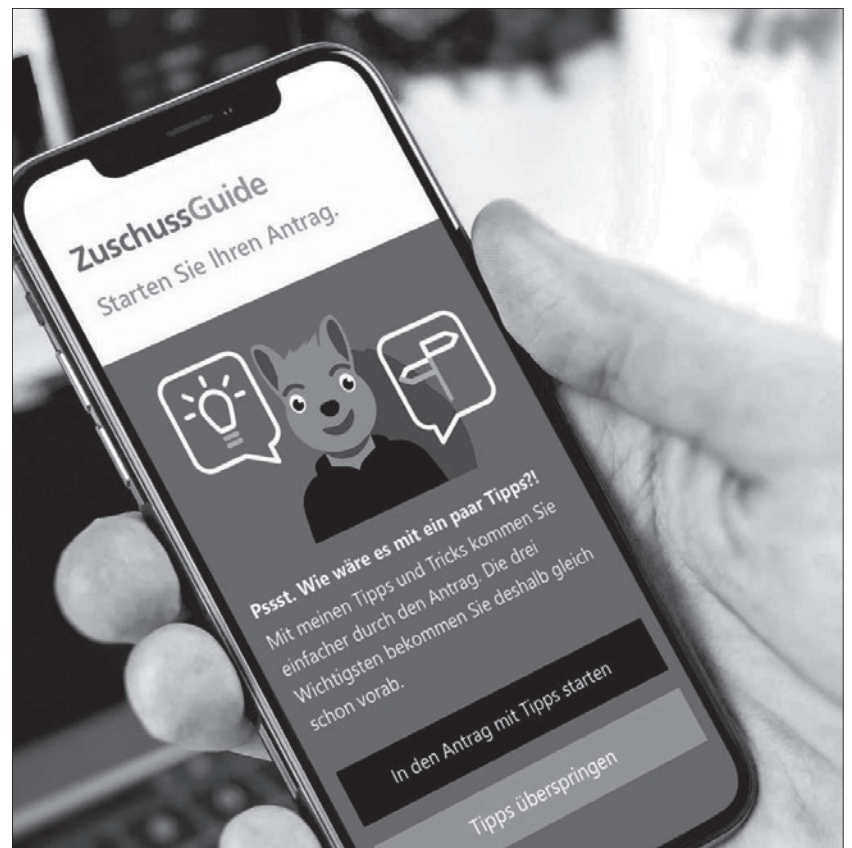 ZuschussGuide
Starten Sie Ihren Antrag.
Pssst. Wie wäre es mit ein paar Tipps?!
Mit meinen Tipps und Tricks kommen Sie
einfacher durch den Antrag. Die drei
Wichtigsten bekommen Sie deshalb gleich
schon vorab.
In den Antrag mit Tipps starten
Tipps überspringen